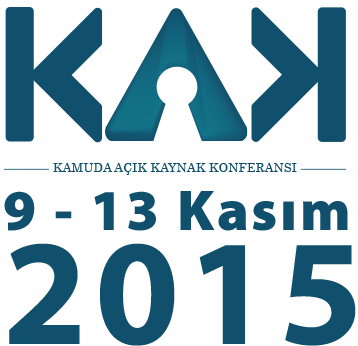 KAK
KAMUDA AÇIK KAYNAK KONFERANSI
9 - 13 Kasım
2015